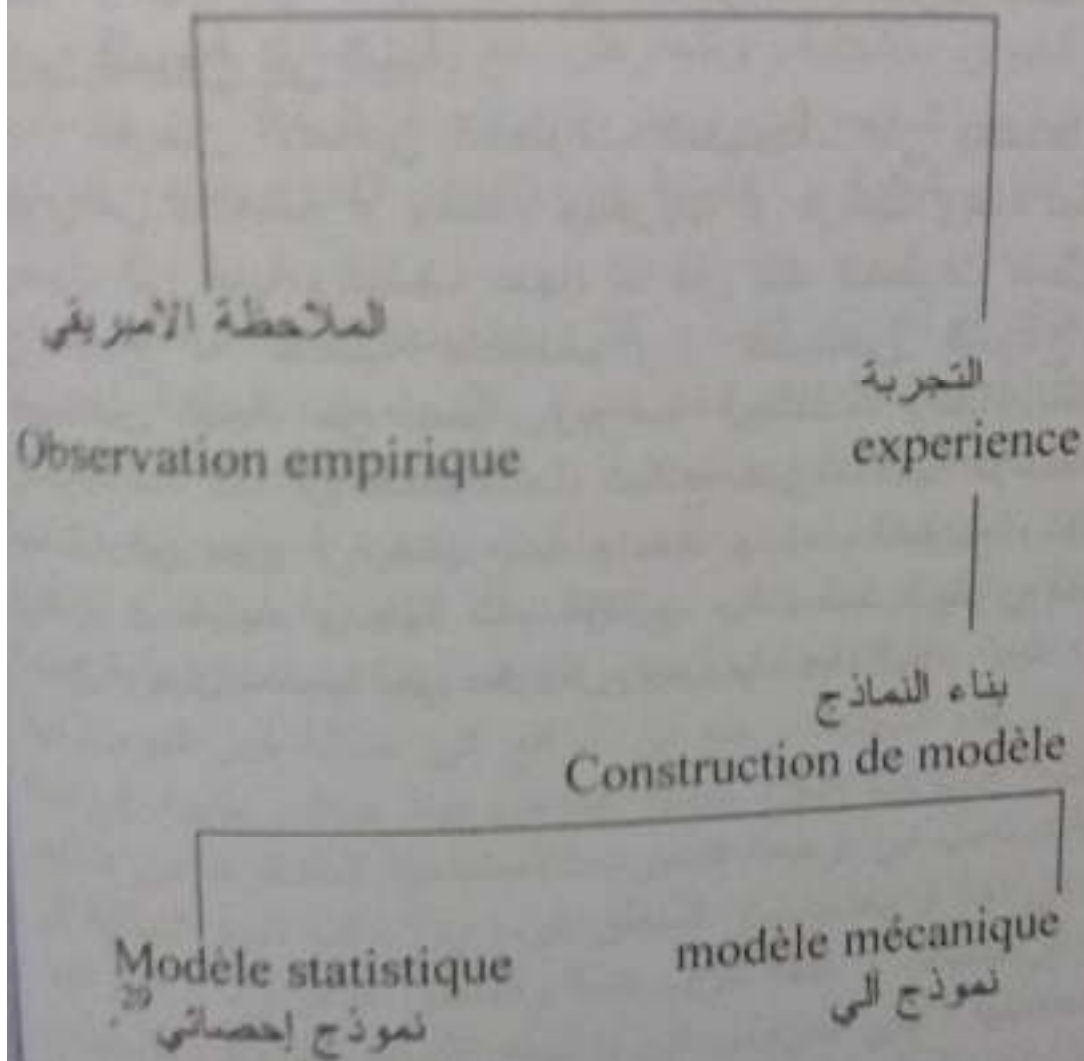 الملاحظة الامبريقي
Observation empirique
التجربة
experience
بناء النماذج
Construction de modèle
Modèle statistique
نموذج إحصائي 29.
modèle mécanique
نموذج الي